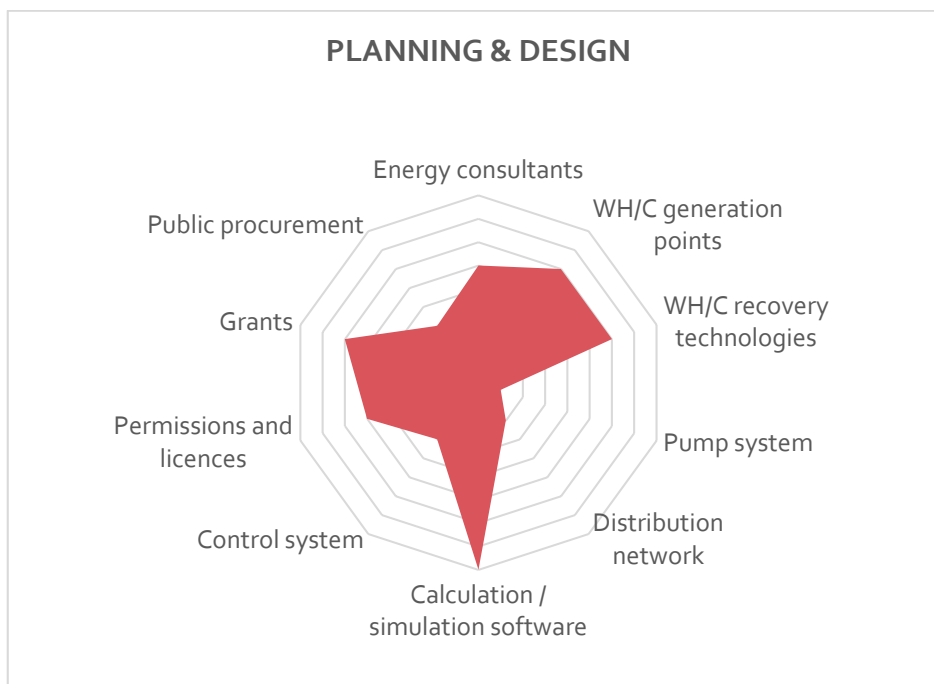 PLANNING & DESIGN
Energy consultants
WH/C generation
points
WH/C recovery
technologies
Pump system
Distribution
network
Calculation /
simulation software
Control system
Permissions and
licences
Grants
Public procurement